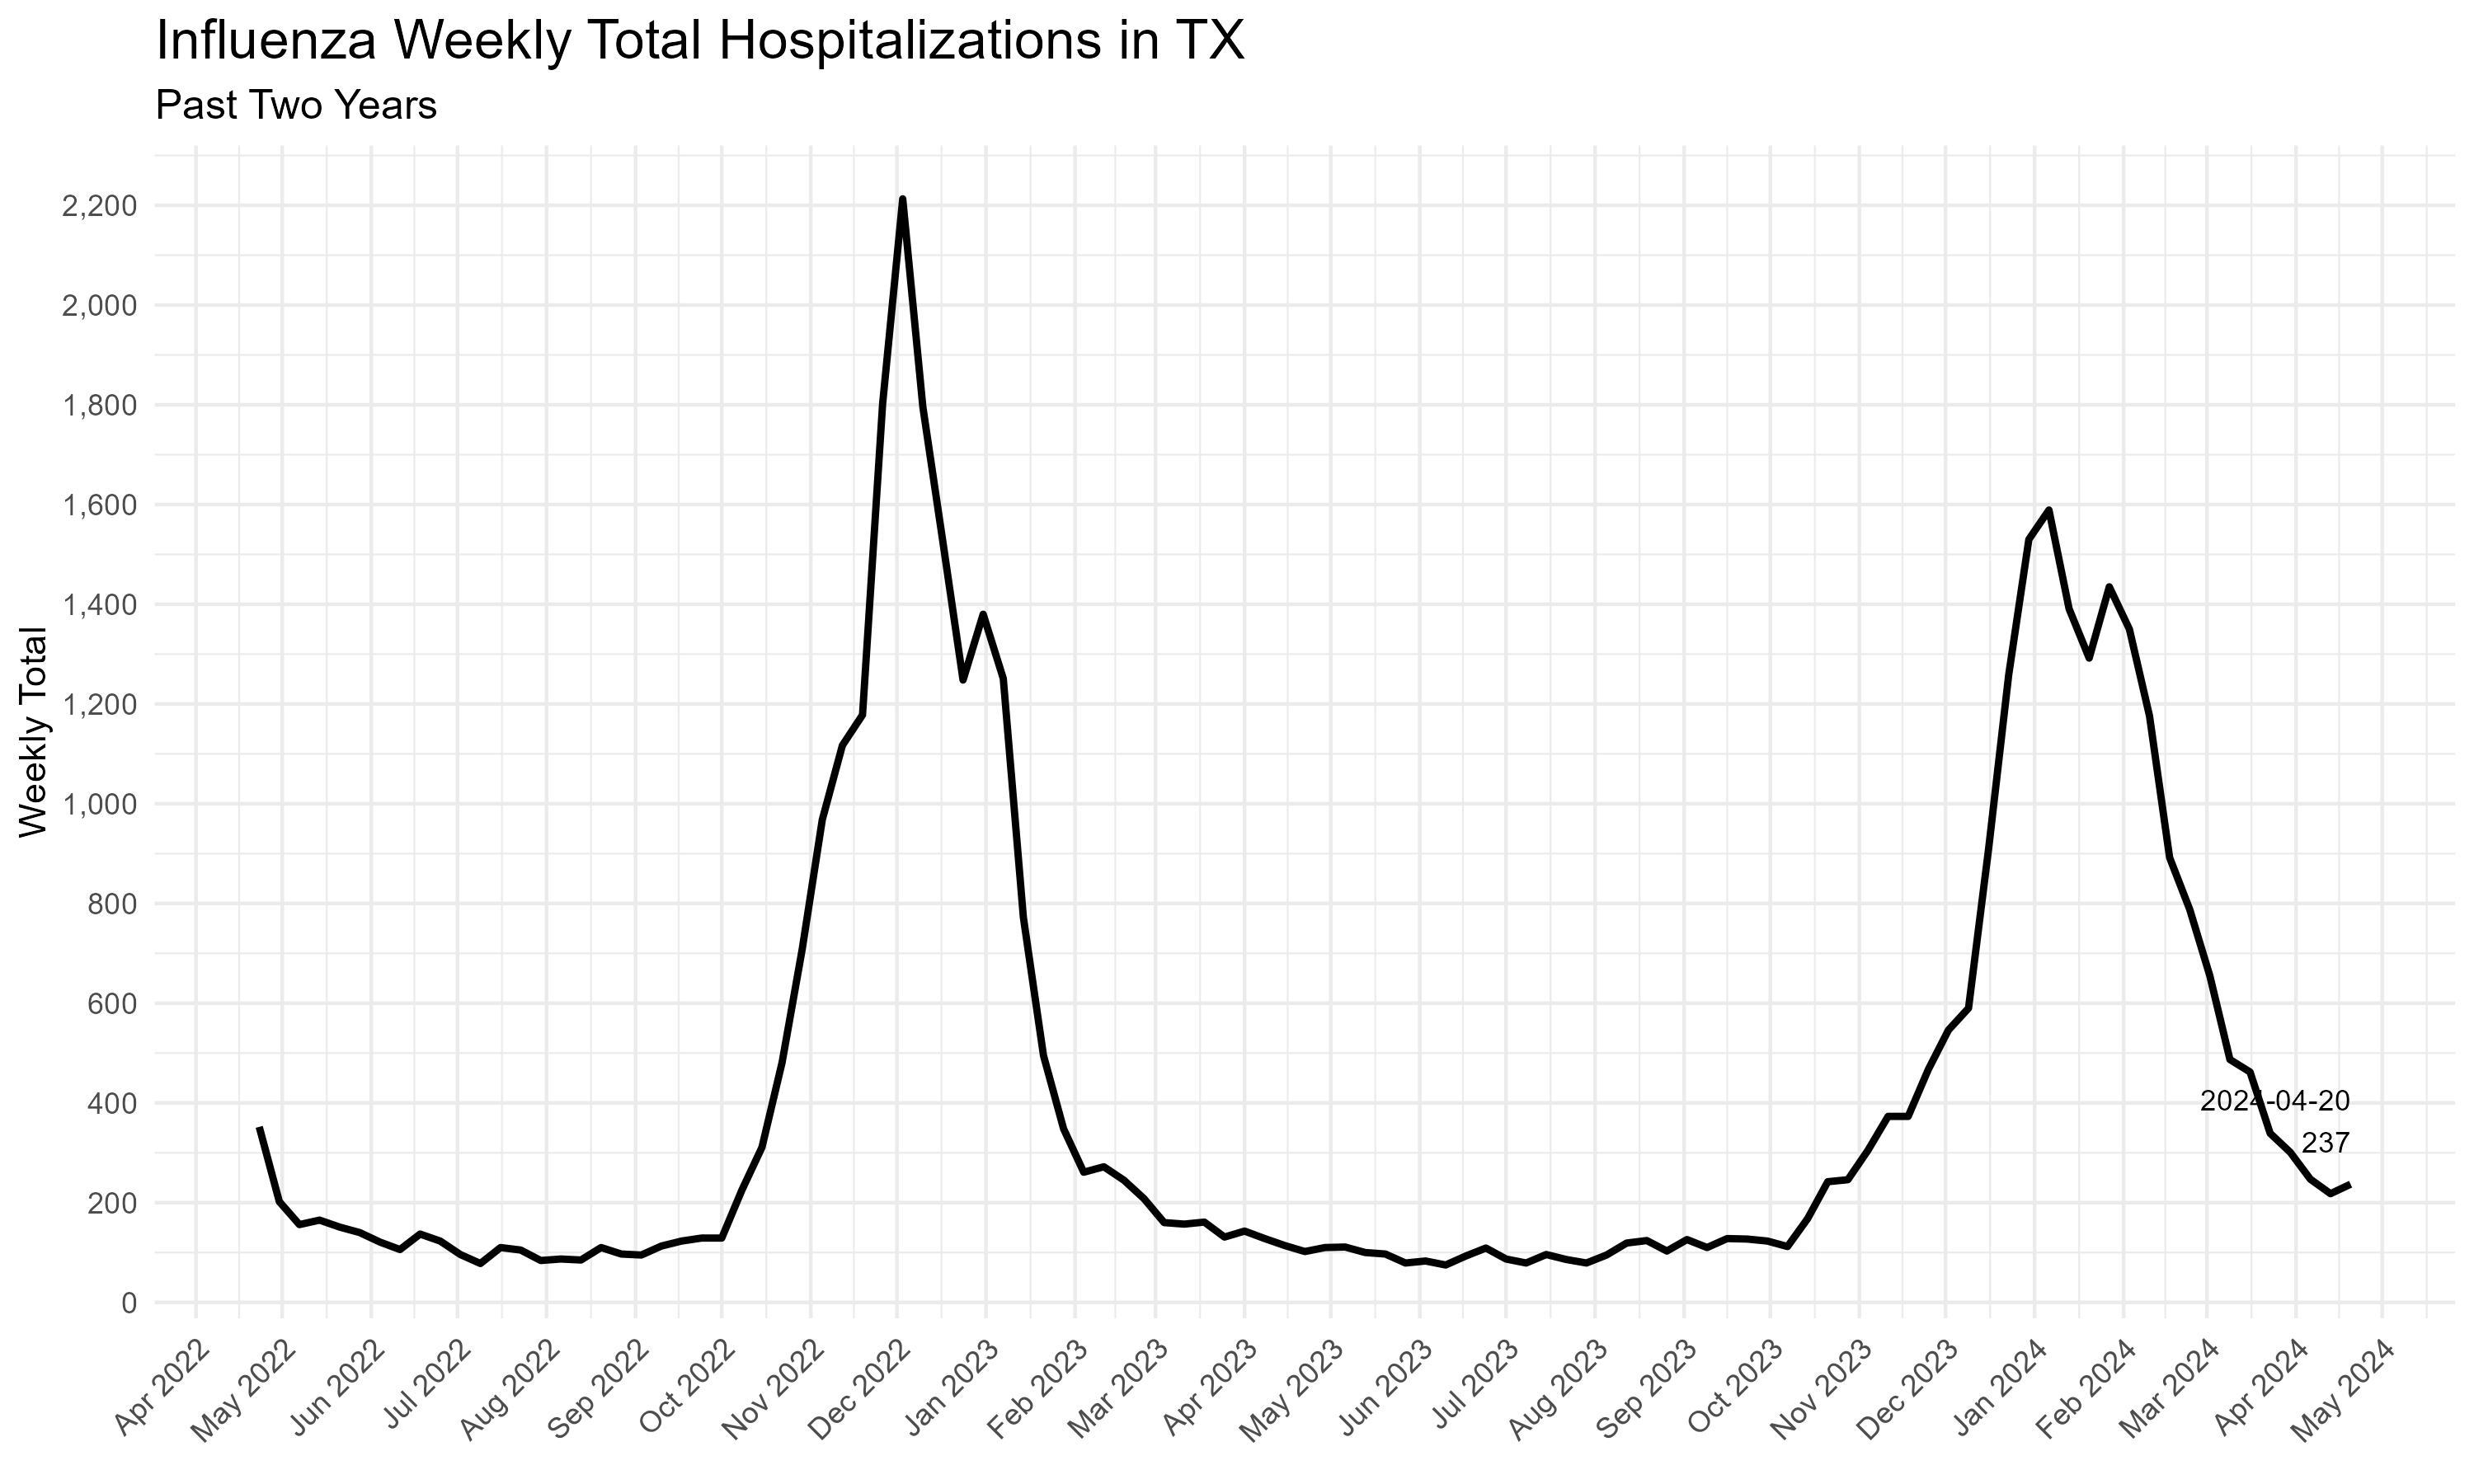 Influenza Weekly Total Hospitalizations in TX
Past Two Years
Weekly Total
2,200
2,000
1,800
1,600
1,400
1,200
1,000
800
600
400
200
0
2024-04-20
237
Apr 2022
May 2022
Jun 2022
Jul 2022
Aug 2022
Sep 2022
Oct 2022
Nov 2022
Dec 2022
Jan 2023
Feb 2023
Mar 2023
Apr 2023
May 2023
Jun 2023
Jul 2023
Aug 2023
Sep 2023
Oct 2023
Nov 2023
Dec 2023
Jan 2024
Feb 2024
Mar 2024
Apr 2024
May 2024